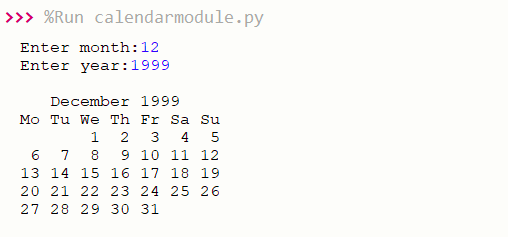 >>> %Run calendarmodule.py
Enter month:12
Enter year:1999
December 1999
Mo Tu We Th Fr Sa Su
1 2 3 4 5
6 7 8 9 10 11 12
13 14 15 16 17 18 19
20 21 22 23 24 25 26
27 28 29 30 31